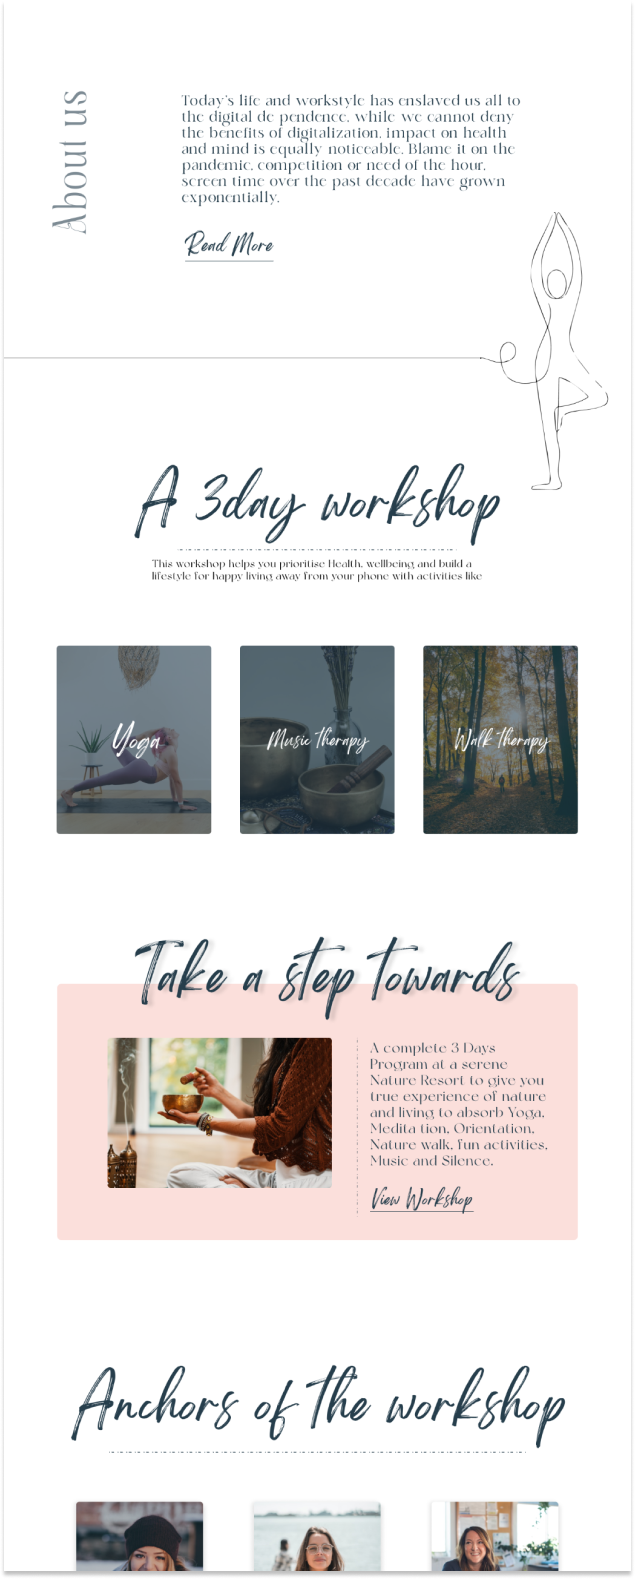 About us
Today's life and workstyle has enslaved us all to
the digital de pendence, while we cannot deny
the benefits of digitalization, impact on health
and mind is equally noticeable. Blame it on the
pandemic, competition or need of the hour,
screen time over the past decade have grown
exponentially.
Read More
A 3day workshop
This workshop helps you prioritise Health, wellbeing and build a
lifestyle for happy living away from your phone with activities like
Yoga
Music therapy
Walk therapy
Take a step towards
A complete 3 Days
Program at a serene
Nature Resort to give you
true experience of nature
and living to absorb Yoga,
Medita tion, Orientation,
Nature walk, fun activities,
Music and Silence.
View Workshop
Anchors of the workshop